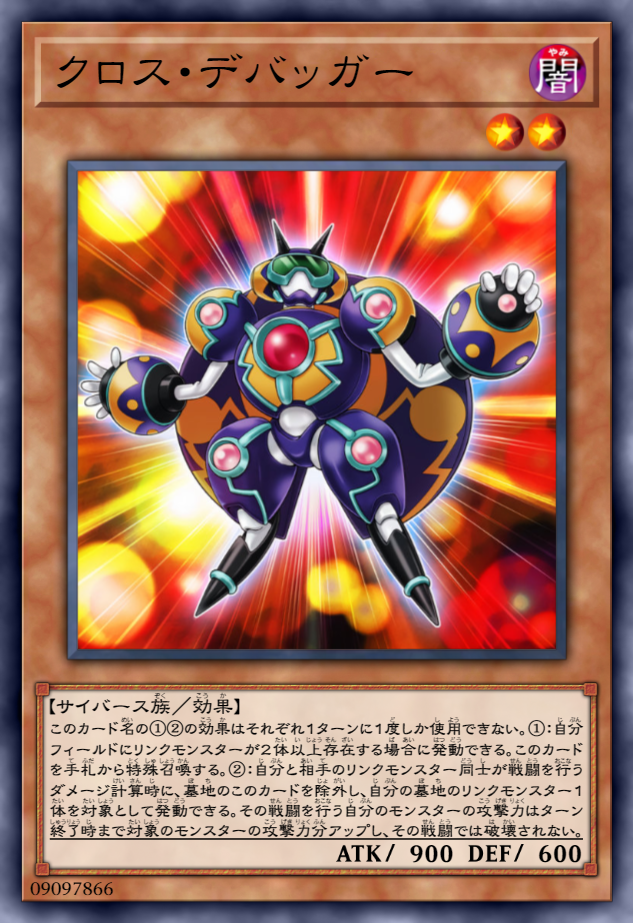 クロス・デバッガー
やみ
闇
【サイバース族／効果】
このカード名の①②の効果はそれぞれ1ターンに1度しか使用できない。①：自分
フィールドにリンクモンスターが２体以上存在する場合に発動できる。このカード
を手札から特殊召喚する。②：自分と相手のリンクモンスター同士が戦闘を行う
ダメージ計算時に、墓地のこのカードを除外し、自分の墓地のリンクモンスター１
体を対象として発動できる。その戦闘を行う自分のモンスターの攻撃力はターン
終了時まで対象のモンスターの攻撃力分アップし、その戦闘では破壊されない。
ATK/ 900 DEF/ 600
09097866